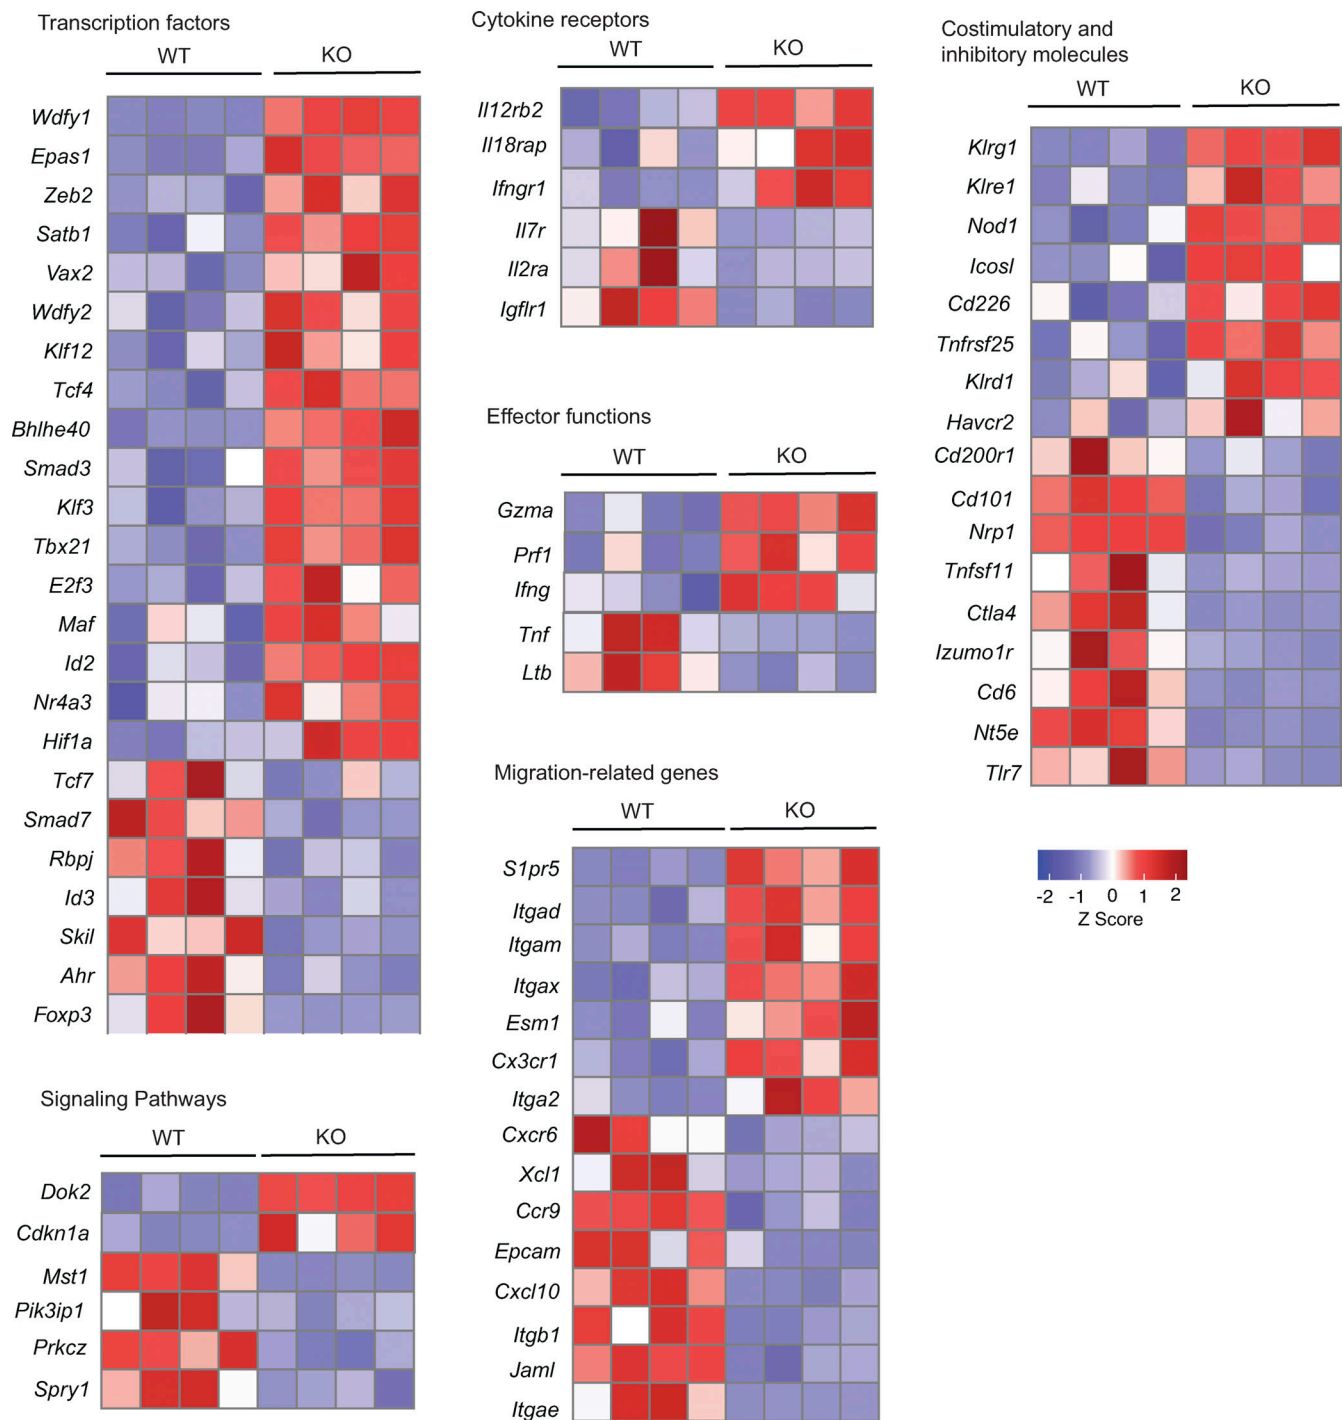 Transcription factors
WT KO
Wdfy1
Epas1
Zeb2
Satb1
Vax2
Wdfy2
Klf12
Tcf4
Bhlhe40
Smad3
Klf3
Tbx21
E2f3
Maf
Id2
Nr4a3
Hif1a
Tcf7
Smad7
Rbpj
Id3
Skil
Ahr
Foxp3
Signaling Pathways
WT KO
Dok2
Cdkn1a
Mst1
Pik3ip1
Prkcz
Spry1
Cytokine receptors
WT KO
Il12rb2
Il18rap
Ifngr1
Il7r
Il2ra
Igflr1
Effector functions
WT KO
Gzma
Prf1
Ifng
Tnf
Ltb
Migration-related genes
WT KO
S1pr5
Itgad
Itgam
Itgax
Esm1
Cx3cr1
Itga2
Cxcr6
Xcl1
Ccr9
Epcam
Cxcl10
Itgb1
Jaml
Itgae
Costimulatory and
inhibitory molecules
WT KO
Klrg1
Klre1
Nod1
Icosl
Cd226
Tnfrsf25
Klrd1
Havcr2
Cd200r1
Cd101
Nrp1
Tnfsf11
Ctla4
Izumo1r
Cd6
Nt5e
Tlr7
-2 -1 0 1 2
Z Score